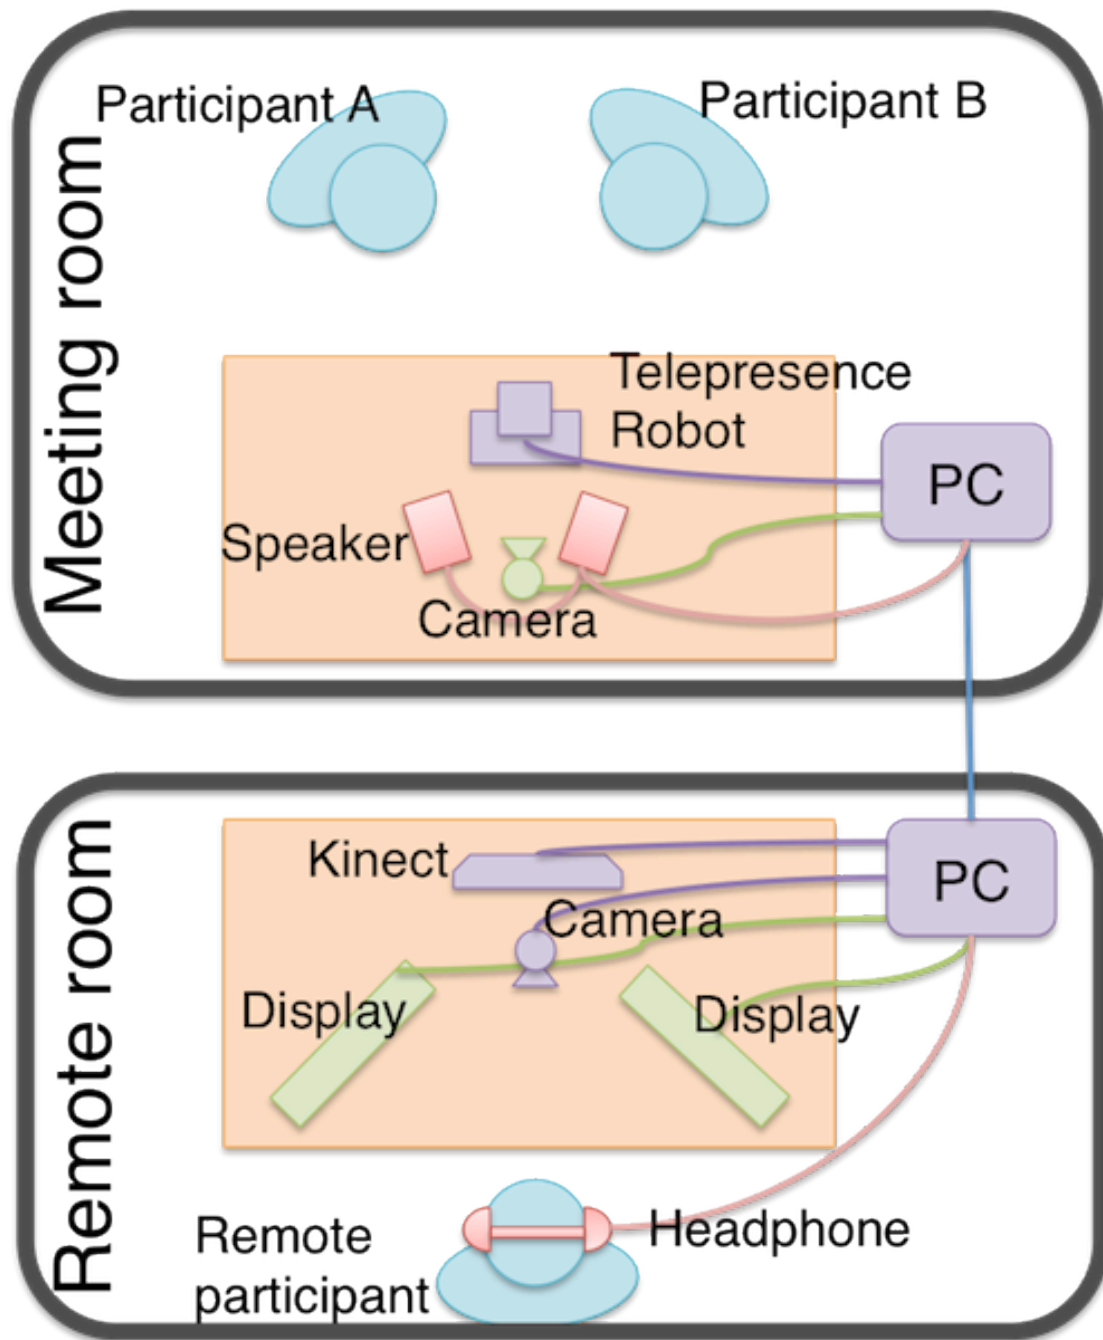 Meeting room
Participant A
Participant B
Telepresence
Robot
PC
Speaker
Camera
Remote room
Kinect
PC
Camera
Display
Display
Remote
participant
Headphone